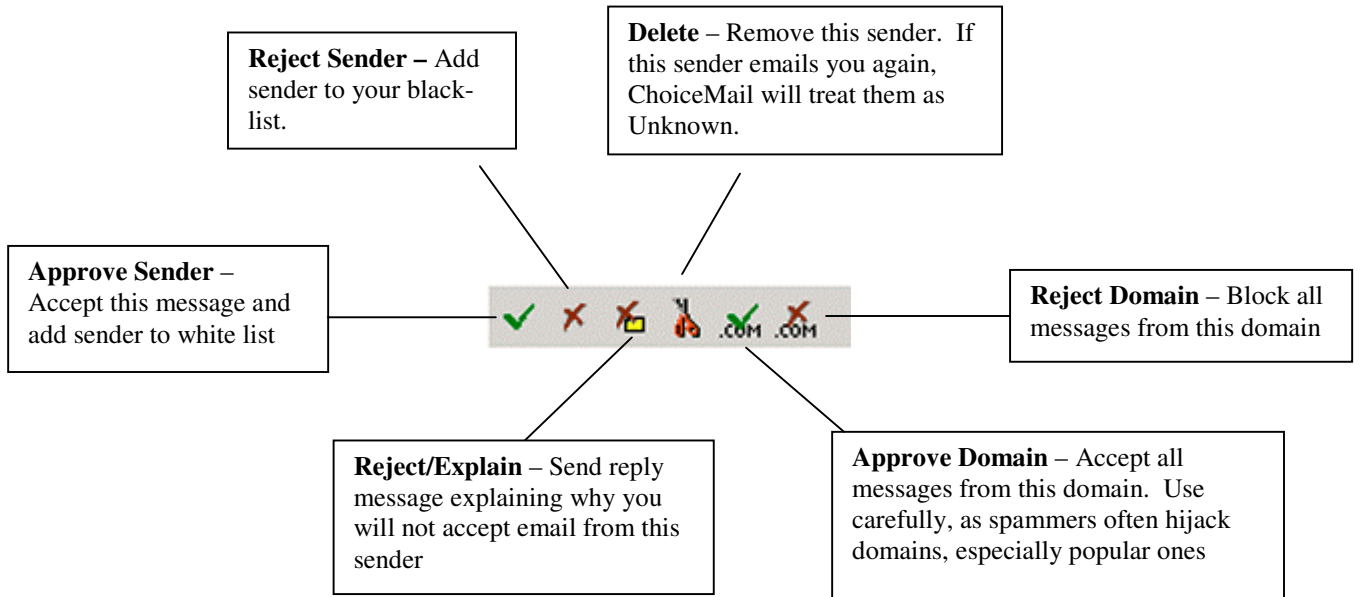 Reject Sender – Add
sender to your black-
list.
Delete – Remove this sender.  If
this sender emails you again,
ChoiceMail will treat them as
Unknown.
Approve Sender –
Accept this message and
add sender to white list
.COM .COM
Reject Domain – Block all
messages from this domain
Reject/Explain – Send reply
message explaining why you
will not accept email from this
sender
Approve Domain – Accept all
messages from this domain.  Use
carefully, as spammers often hijack
domains, especially popular ones